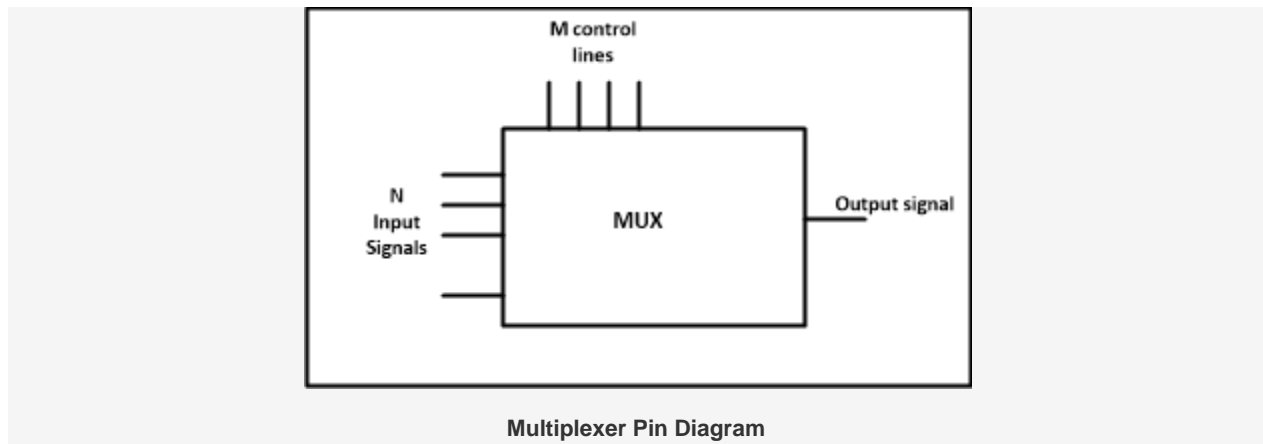 M control
lines
N
Input
Signals
MUX
Output signal
Multiplexer Pin Diagram